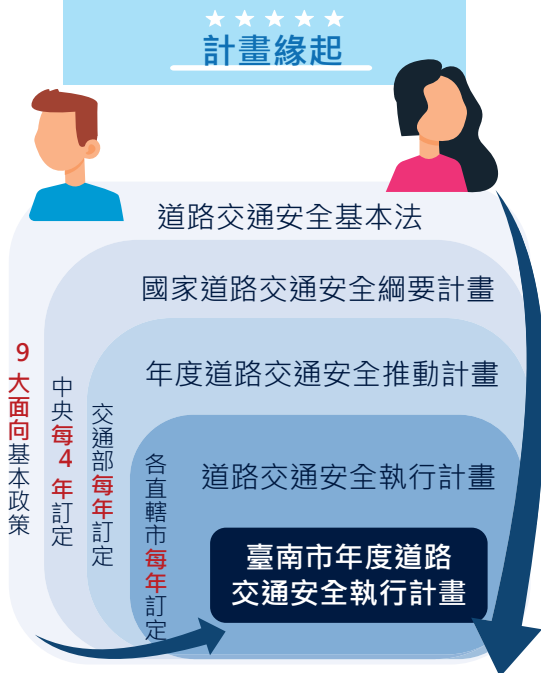 計畫緣起
道路交通安全基本法
國家道路交通安全綱要計畫
年度道路交通安全推動計畫
道路交通安全執行計畫
臺南市年度道路
交通安全執行計畫
9大面向基本政策
中央每4年訂定
交通部每年訂定
各直轄市每年訂定